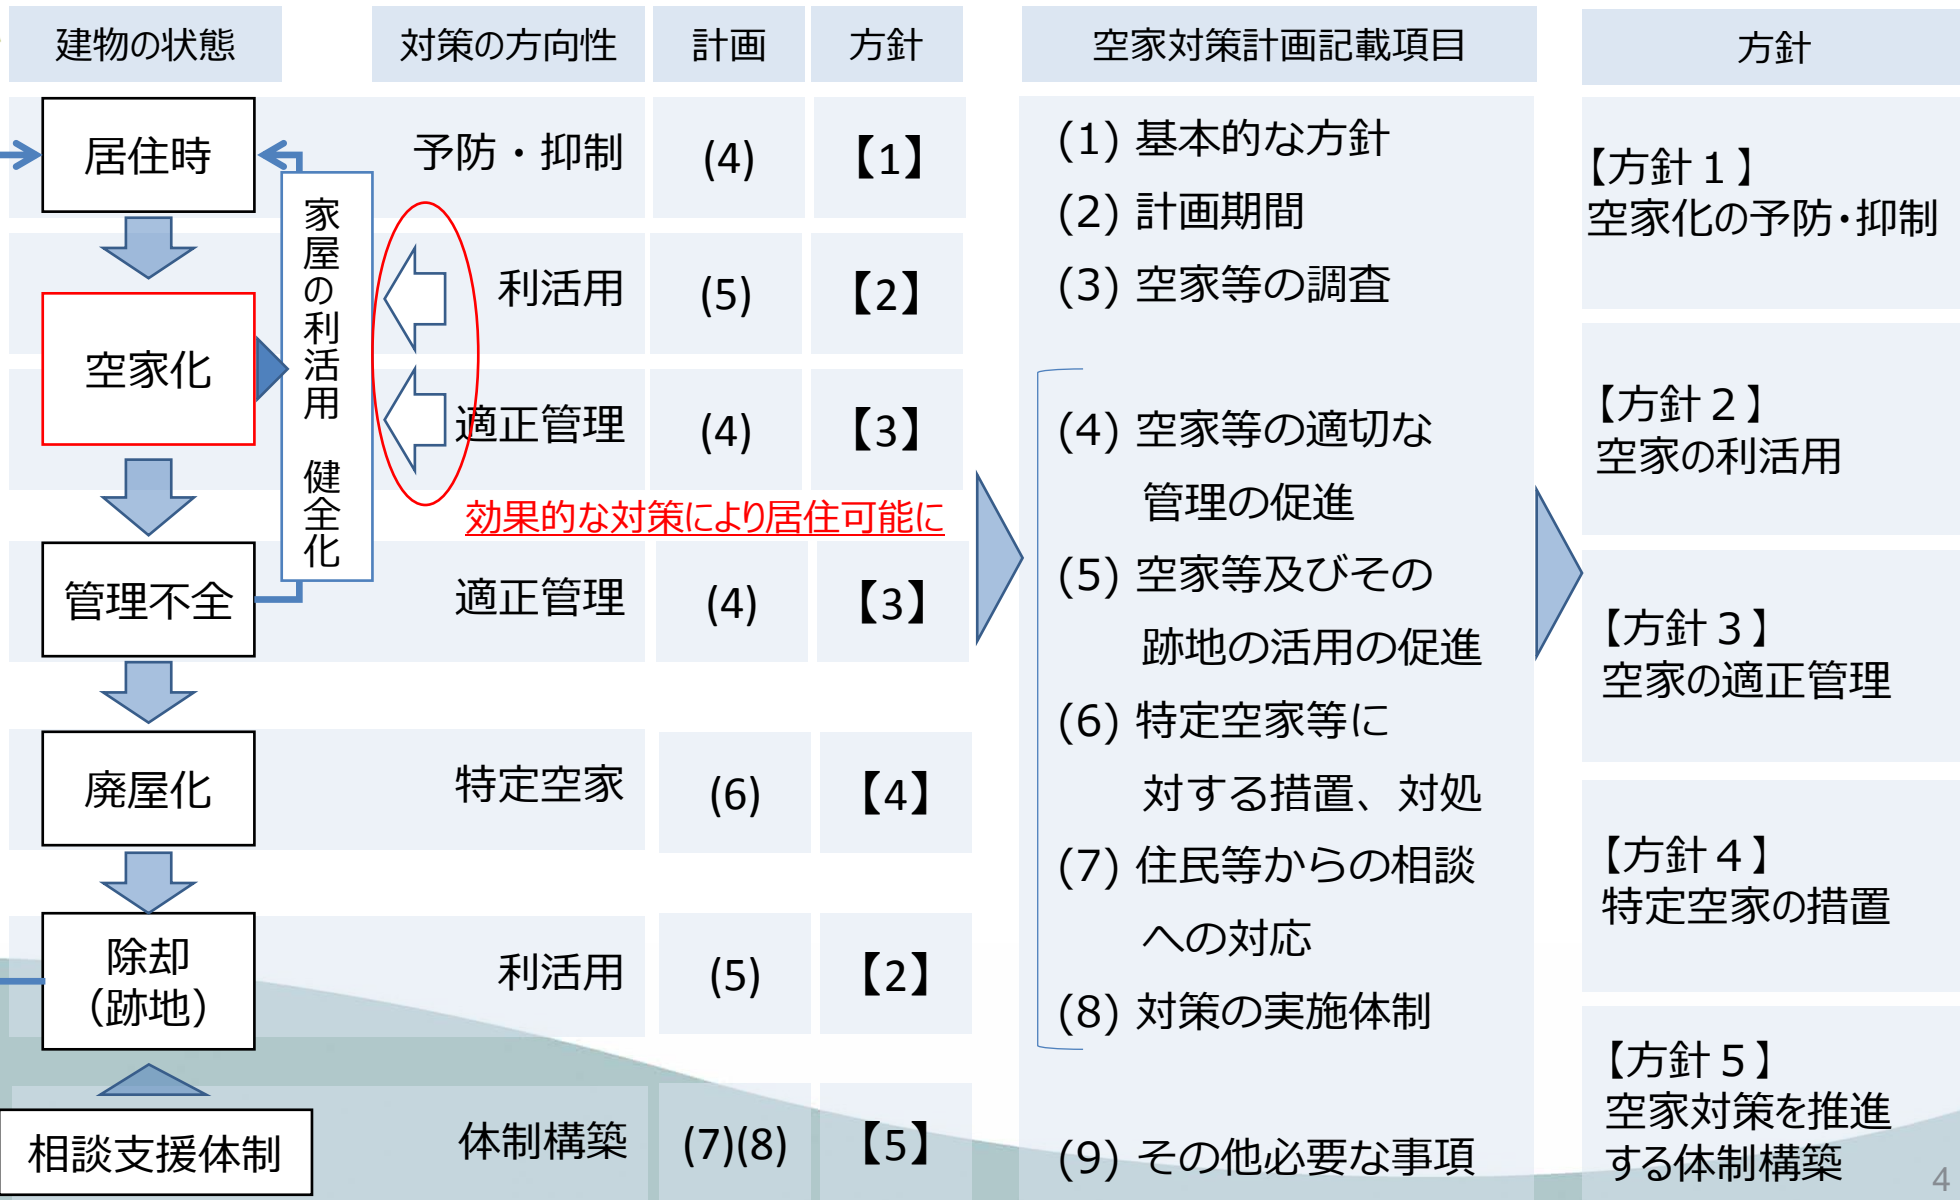 建物の状態
対策の方向性
計画
方針
空家対策計画記載項目
方針
居住時
予防・抑制
(4)
【1】
利活用
(5)
【2】
空家化
適正管理
(4)
【3】
家屋の利活用　健全化
効果的な対策により居住可能に
管理不全
適正管理
(4)
【3】
廃屋化
特定空家
(6)
【4】
除却
（跡地）
利活用
(5)
【2】
相談支援体制
体制構築
(7)(8)
【5】
(1) 基本的な方針
(2) 計画期間
(3) 空家等の調査
(4) 空家等の適切な
管理の促進
(5) 空家等及びその
跡地の活用の促進
(6) 特定空家等に
対する措置、対処
(7) 住民等からの相談
への対応
(8) 対策の実施体制
(9) その他必要な事項
【方針１】
空家化の予防・抑制
【方針２】
空家の利活用
【方針３】
空家の適正管理
【方針４】
特定空家の措置
【方針５】
空家対策を推進
する体制構築
4